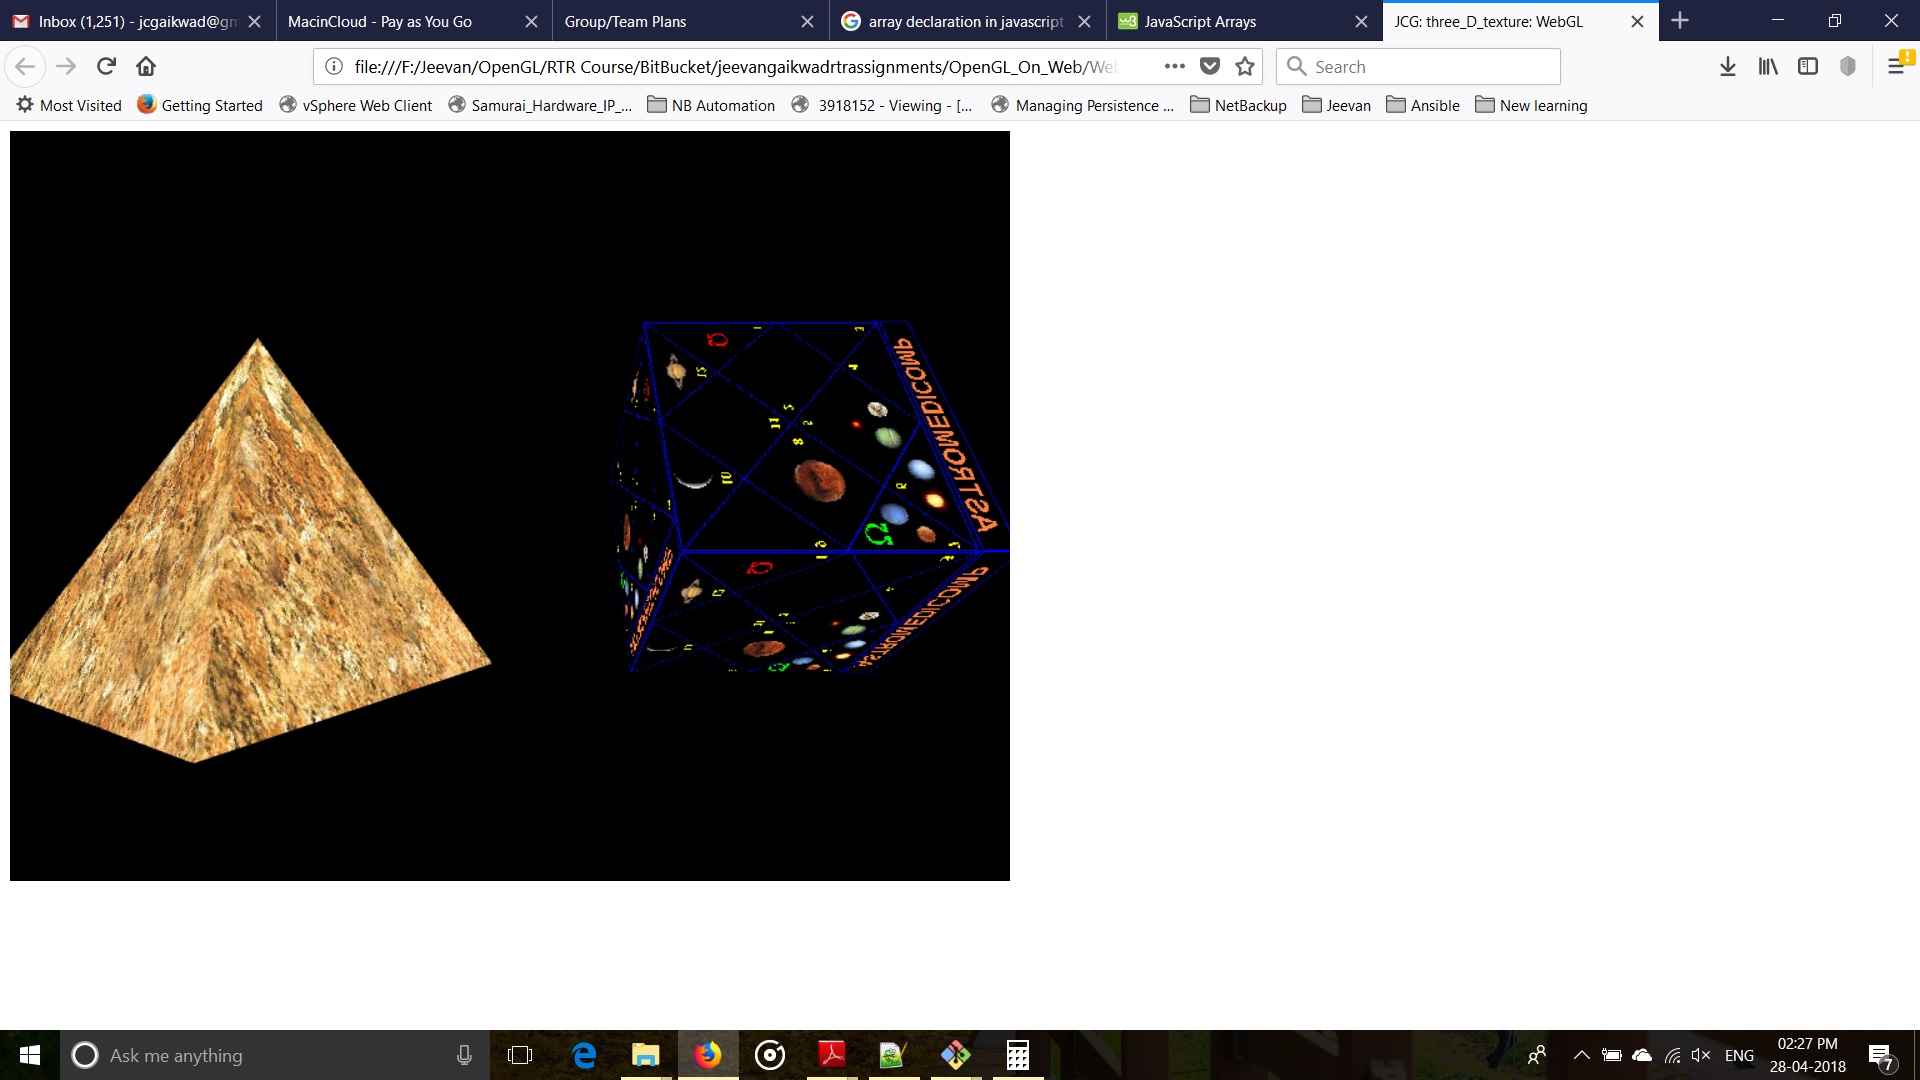 Inbox (1,251) - jcgaikwad@gm
MacinCloud - Pay as You Go
Group/Team Plans
array declaration in javascript
JavaScript Arrays
JCG: three_D_texture: WebGL
file:///F:/Jeevan/OpenGL/RTR Course/BitBucket/jeevangaikwadrtrassignments/OpenGL_On_Web/Web
Search
Most Visited
Getting Started
vSphere Web Client
Samurai_Hardware_IP_...
NB Automation
3918152 - Viewing - [...
Managing Persistence ...
NetBackup
Jeevan
Ansible
New learning
ASTROMEDICOMP
ASTROMEDICOMP
Ask me anything
ENG
02:27 PM
28-04-2018
7